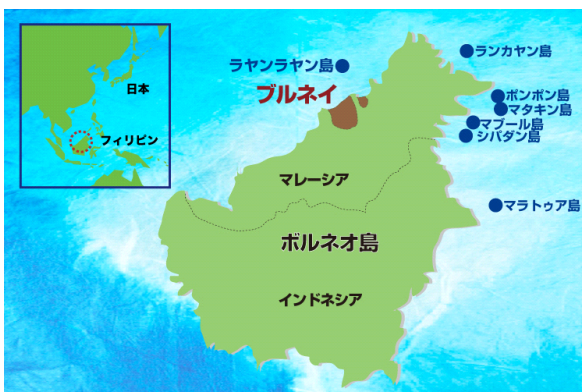 日本
フィリピン
ラヤンラヤン島
ブルネイ
ランカヤン島
ポンポン島
マタキン島
マブール島
シパダン島
マレーシア
マラトゥア島
ボルネオ島
インドネシア